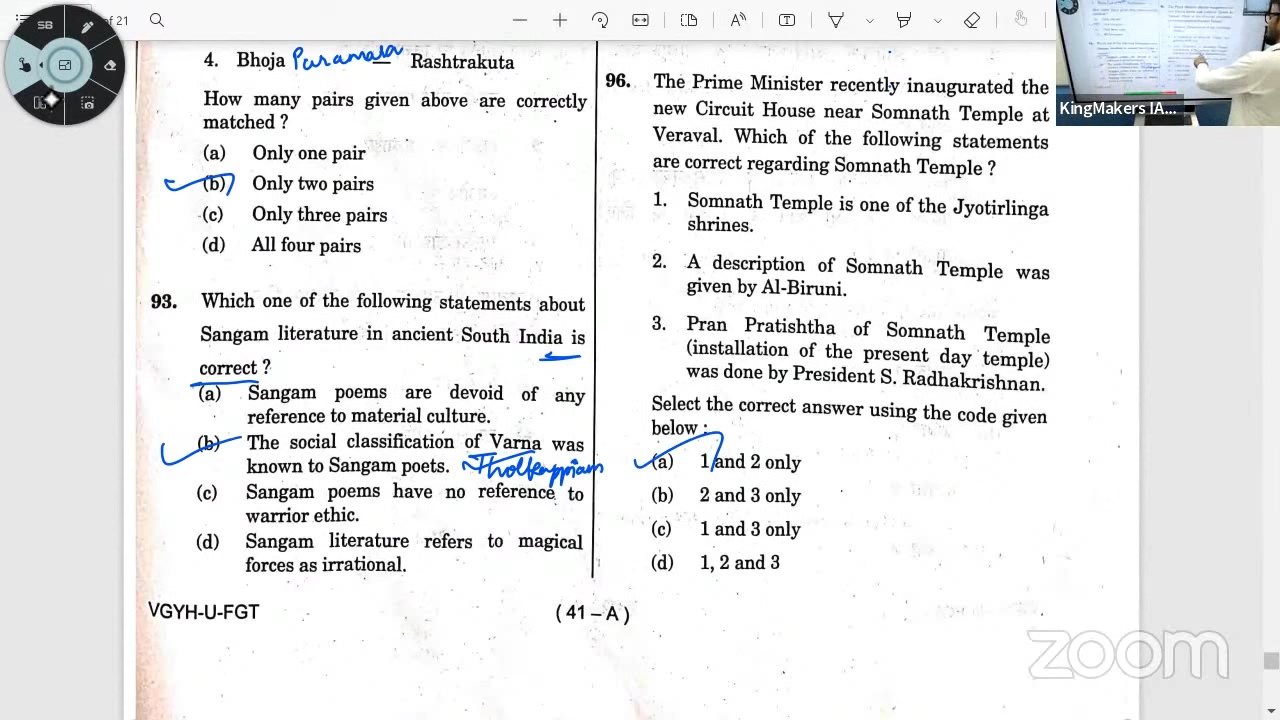 SB
of 21
KingMakers IA...
4. Bhoja Paramara Rashtrakuta
How many pairs given above are correctly
matched ?
(a) Only one pair
(b) Only two pairs
(c) Only three pairs
(d) All four pairs
93. Which one of the following statements about
Sangam literature in ancient South India is
correct ?
(a) Sangam poems are devoid of any
reference to material culture.
(b) The social classification of Varna was
known to Sangam poets. Tholkappiam
(c) Sangam poems have no reference to
warrior ethic.
(d) Sangam literature refers to magical
forces as irrational.
The Prime Minister recently inaugurated the
new Circuit House near Somnath Temple at
Veraval. Which of the following statements
are correct regarding Somnath Temple ?
1. Somnath Temple is one of the Jyotirlinga
shrines.
2. A description of Somnath Temple was
given by Al-Biruni.
3. Pran Pratishtha of Somnath Temple
(installation of the present day temple)
was done by President S. Radhakrishnan.
Select the correct answer using the code given
below :
(a) 1 and 2 only
(b) 2 and 3 only
(c) 1 and 3 only
(d) 1, 2 and 3
VGYH-U-FGT
( 41 – A )
zoom